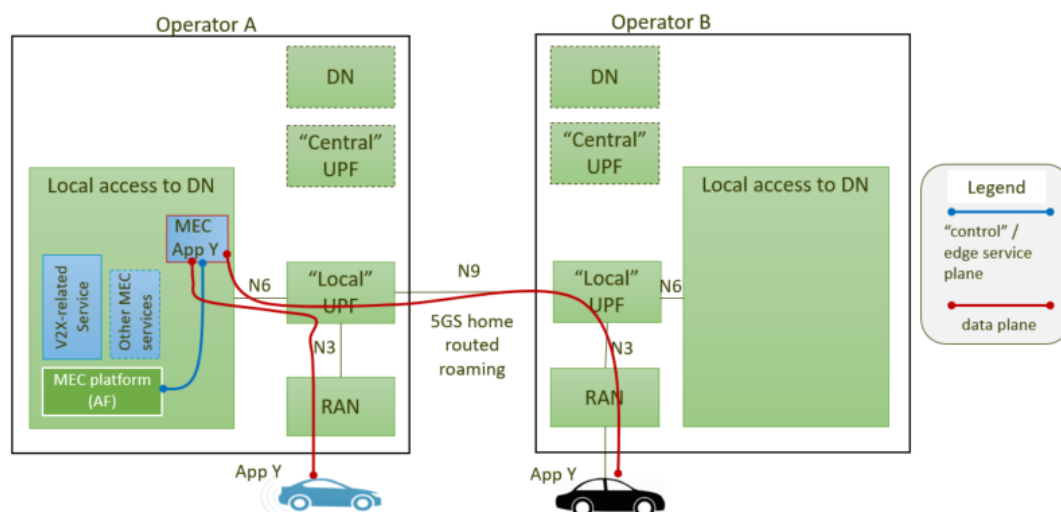 Operator A
DN
“Central”
UPF
Local access to DN
MEC
App Y
V2X-related
Service
Other MEC
services
MEC platform
(AF)
N6
“Local”
UPF
N3
RAN
App Y
N9
5GS home
routed
roaming
Operator B
DN
“Central”
UPF
“Local”
UPF
N6
N3
RAN
App Y
Local access to DN
Legend
“control” /
edge service
plane
data plane